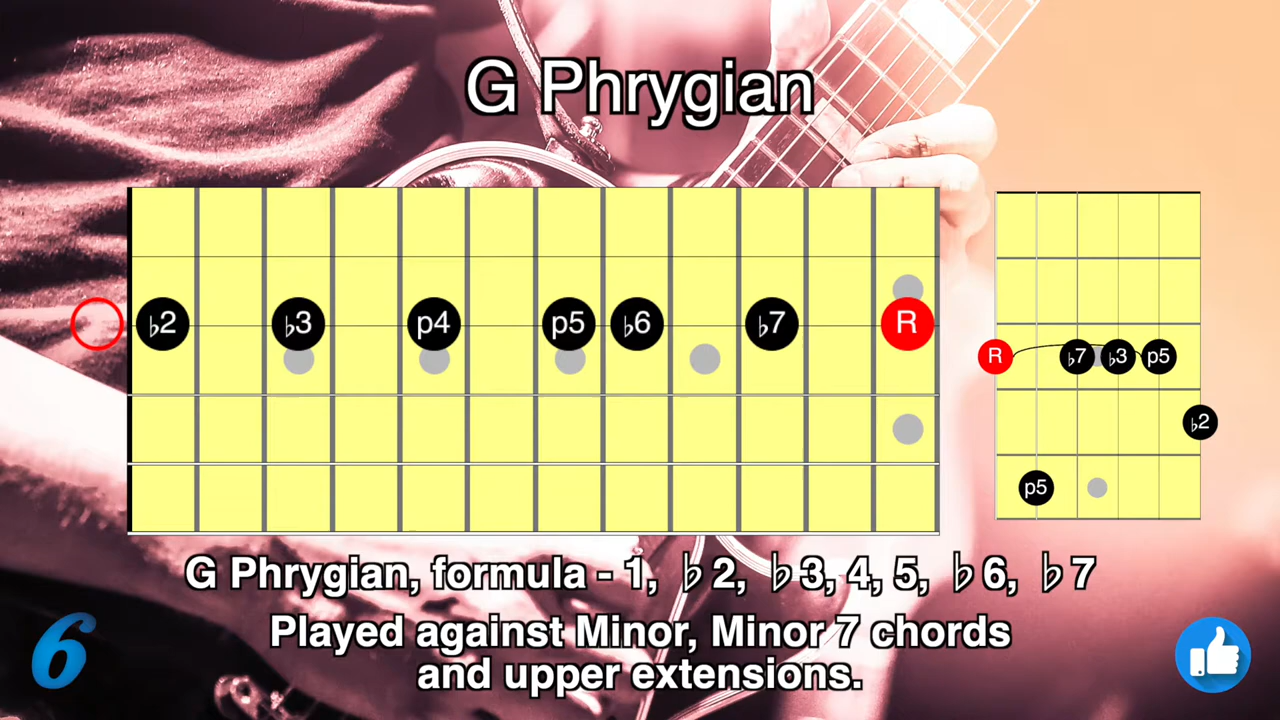 G Phrygian
♭2 ♭3 p4 p5 ♭6 ♭7 R
R ♭7 ♭3 p5
♭2
p5
G Phrygian, formula - 1, ♭2, ♭3, 4, 5, ♭6, ♭7
Played against Minor, Minor 7 chords
and upper extensions.
6